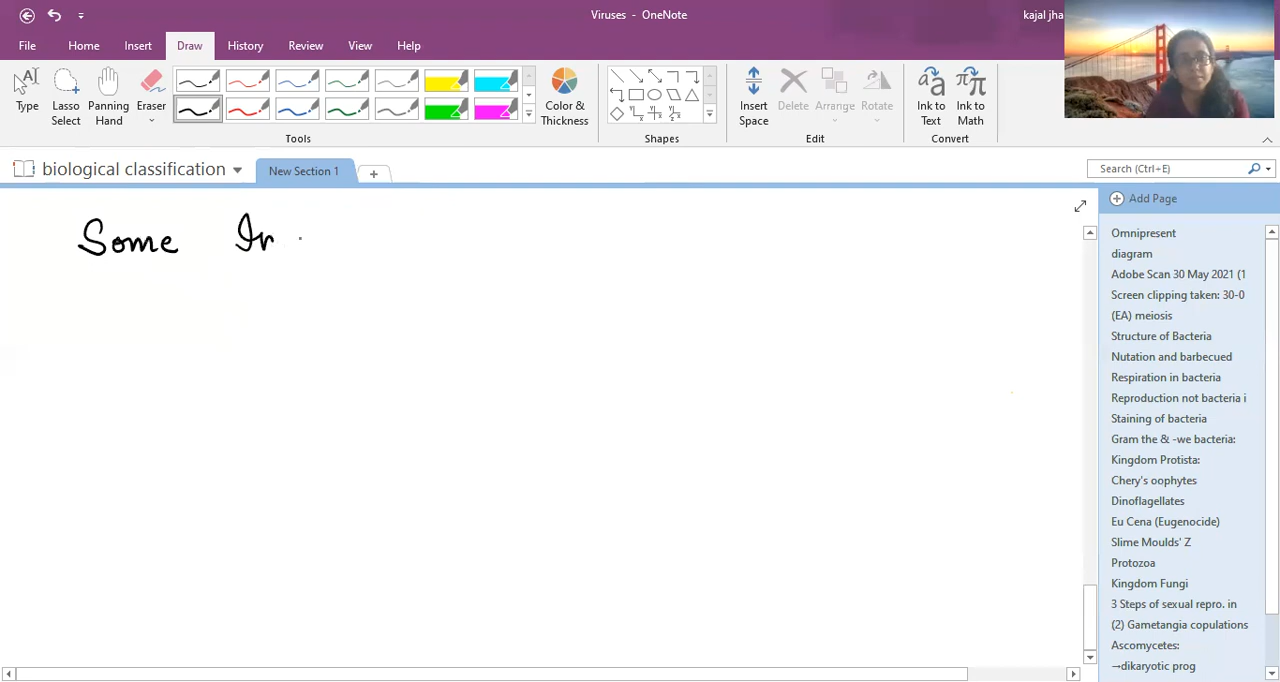 Viruses - OneNote
kajal jha
File Home Insert Draw History Review View Help
Type
Lasso Select
Panning Hand
Eraser
Color & Thickness
Insert Space
Delete
Arrange
Rotate
Ink to Text
Ink to Math
Tools
Shapes
Edit
Convert
biological classification
New Section 1
Search (Ctrl+E)
Some
Add Page
Omnipresent
diagram
Adobe Scan 30 May 2021 (1
Screen clipping taken: 30-0
(EA) meiosis
Structure of Bacteria
Nutation and barbecued
Respiration in bacteria
Reproduction not bacteria i
Staining of bacteria
Gram the & -we bacteria:
Kingdom Protista:
Chery's oophytes
Dinoflagellates
Eu Cena (Eugenocide)
Slime Moulds' Z
Protozoa
Kingdom Fungi
3 Steps of sexual repro. in
(2) Gametangia copulations
Ascomycetes:
→dikaryotic prog